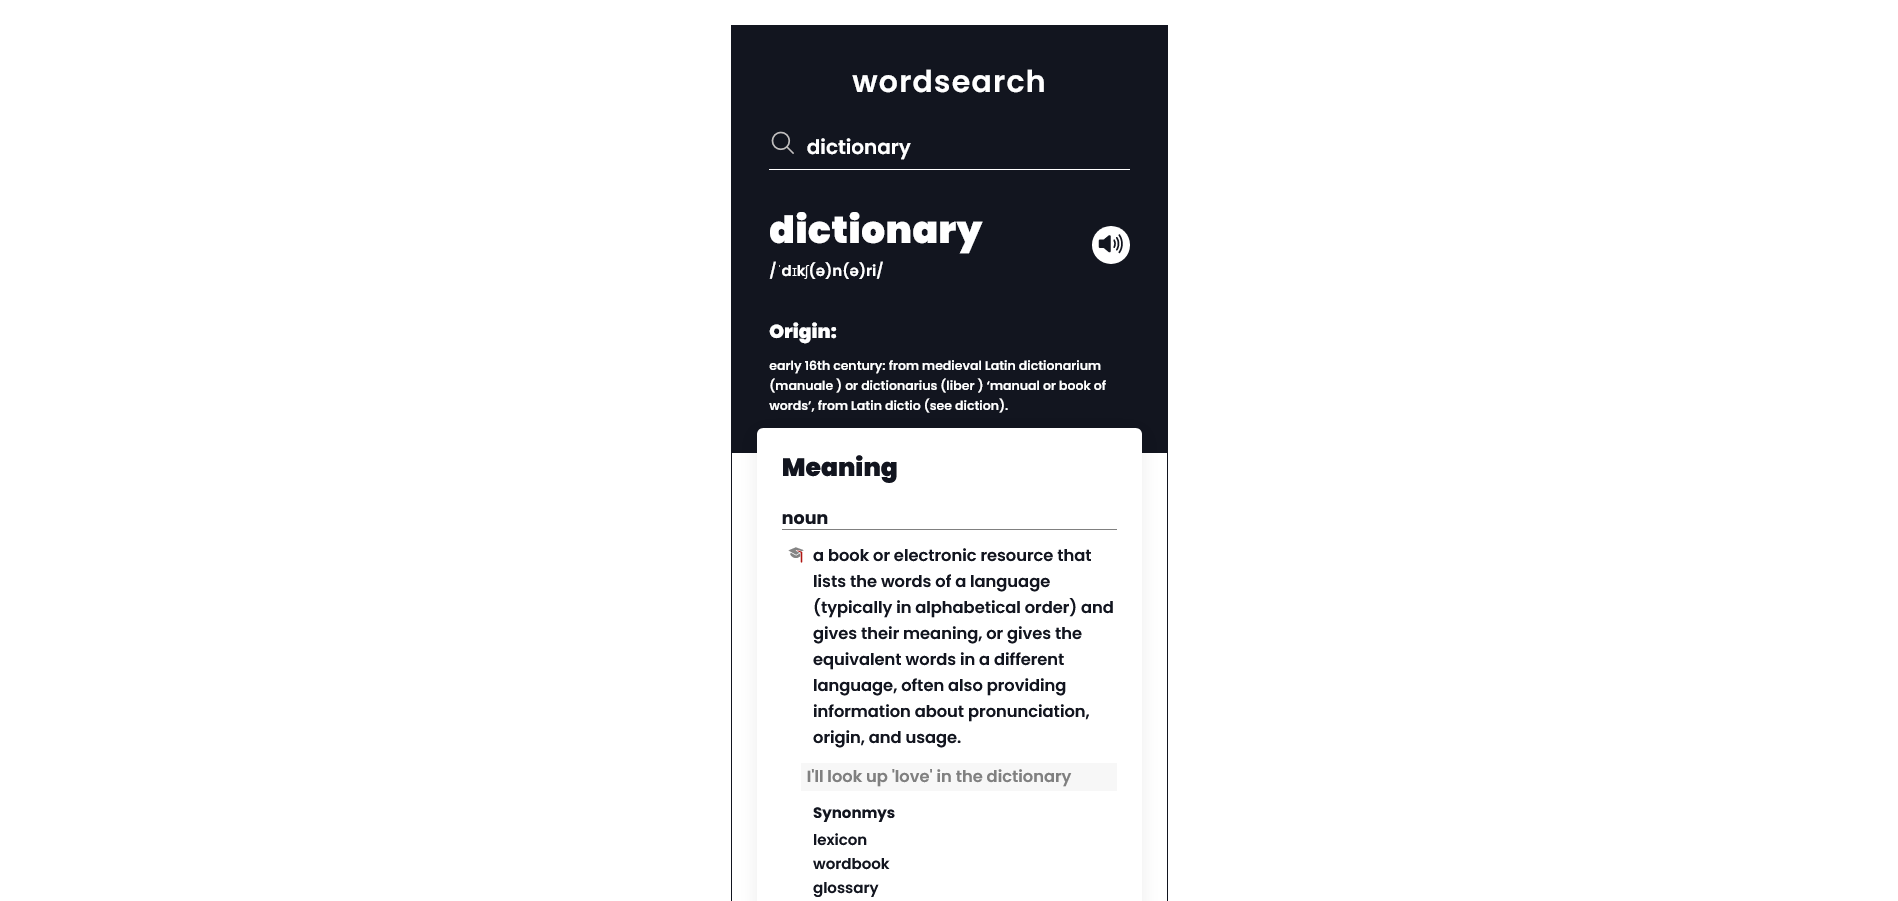 wordsearch
dictionary
dictionary
/ˈdɪkʃ(ə)n(ə)ri/
Origin:
early 16th century: from medieval Latin dictionarium
(manuale ) or dictionarius (liber ) ‘manual or book of
words’, from Latin dictio (see diction).
Meaning
noun
a book or electronic resource that
lists the words of a language
(typically in alphabetical order) and
gives their meaning, or gives the
equivalent words in a different
language, often also providing
information about pronunciation,
origin, and usage.
I'll look up 'love' in the dictionary
Synonmys
lexicon
wordbook
glossary